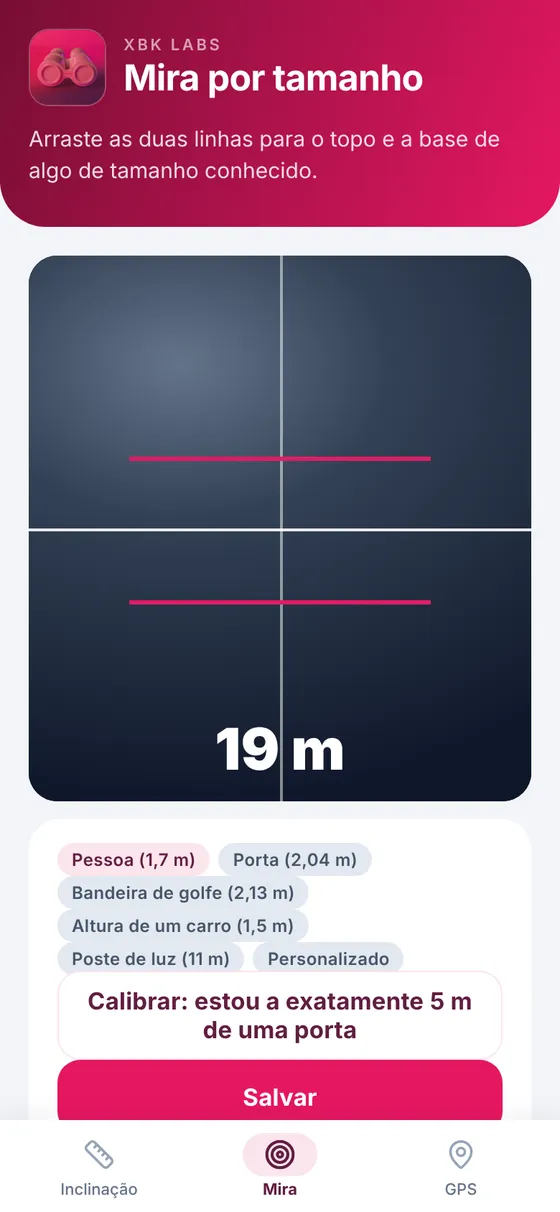 XBK LABS
Mira por tamanho
Arraste as duas linhas para o topo e a base de
algo de tamanho conhecido.
19 m
Pessoa (1,7 m)
Porta (2,04 m)
Bandeira de golfe (2,13 m)
Altura de um carro (1,5 m)
Poste de luz (11 m)
Personalizado
Calibrar: estou a exatamente 5 m
de uma porta
Salvar
Inclinação
Mira
GPS